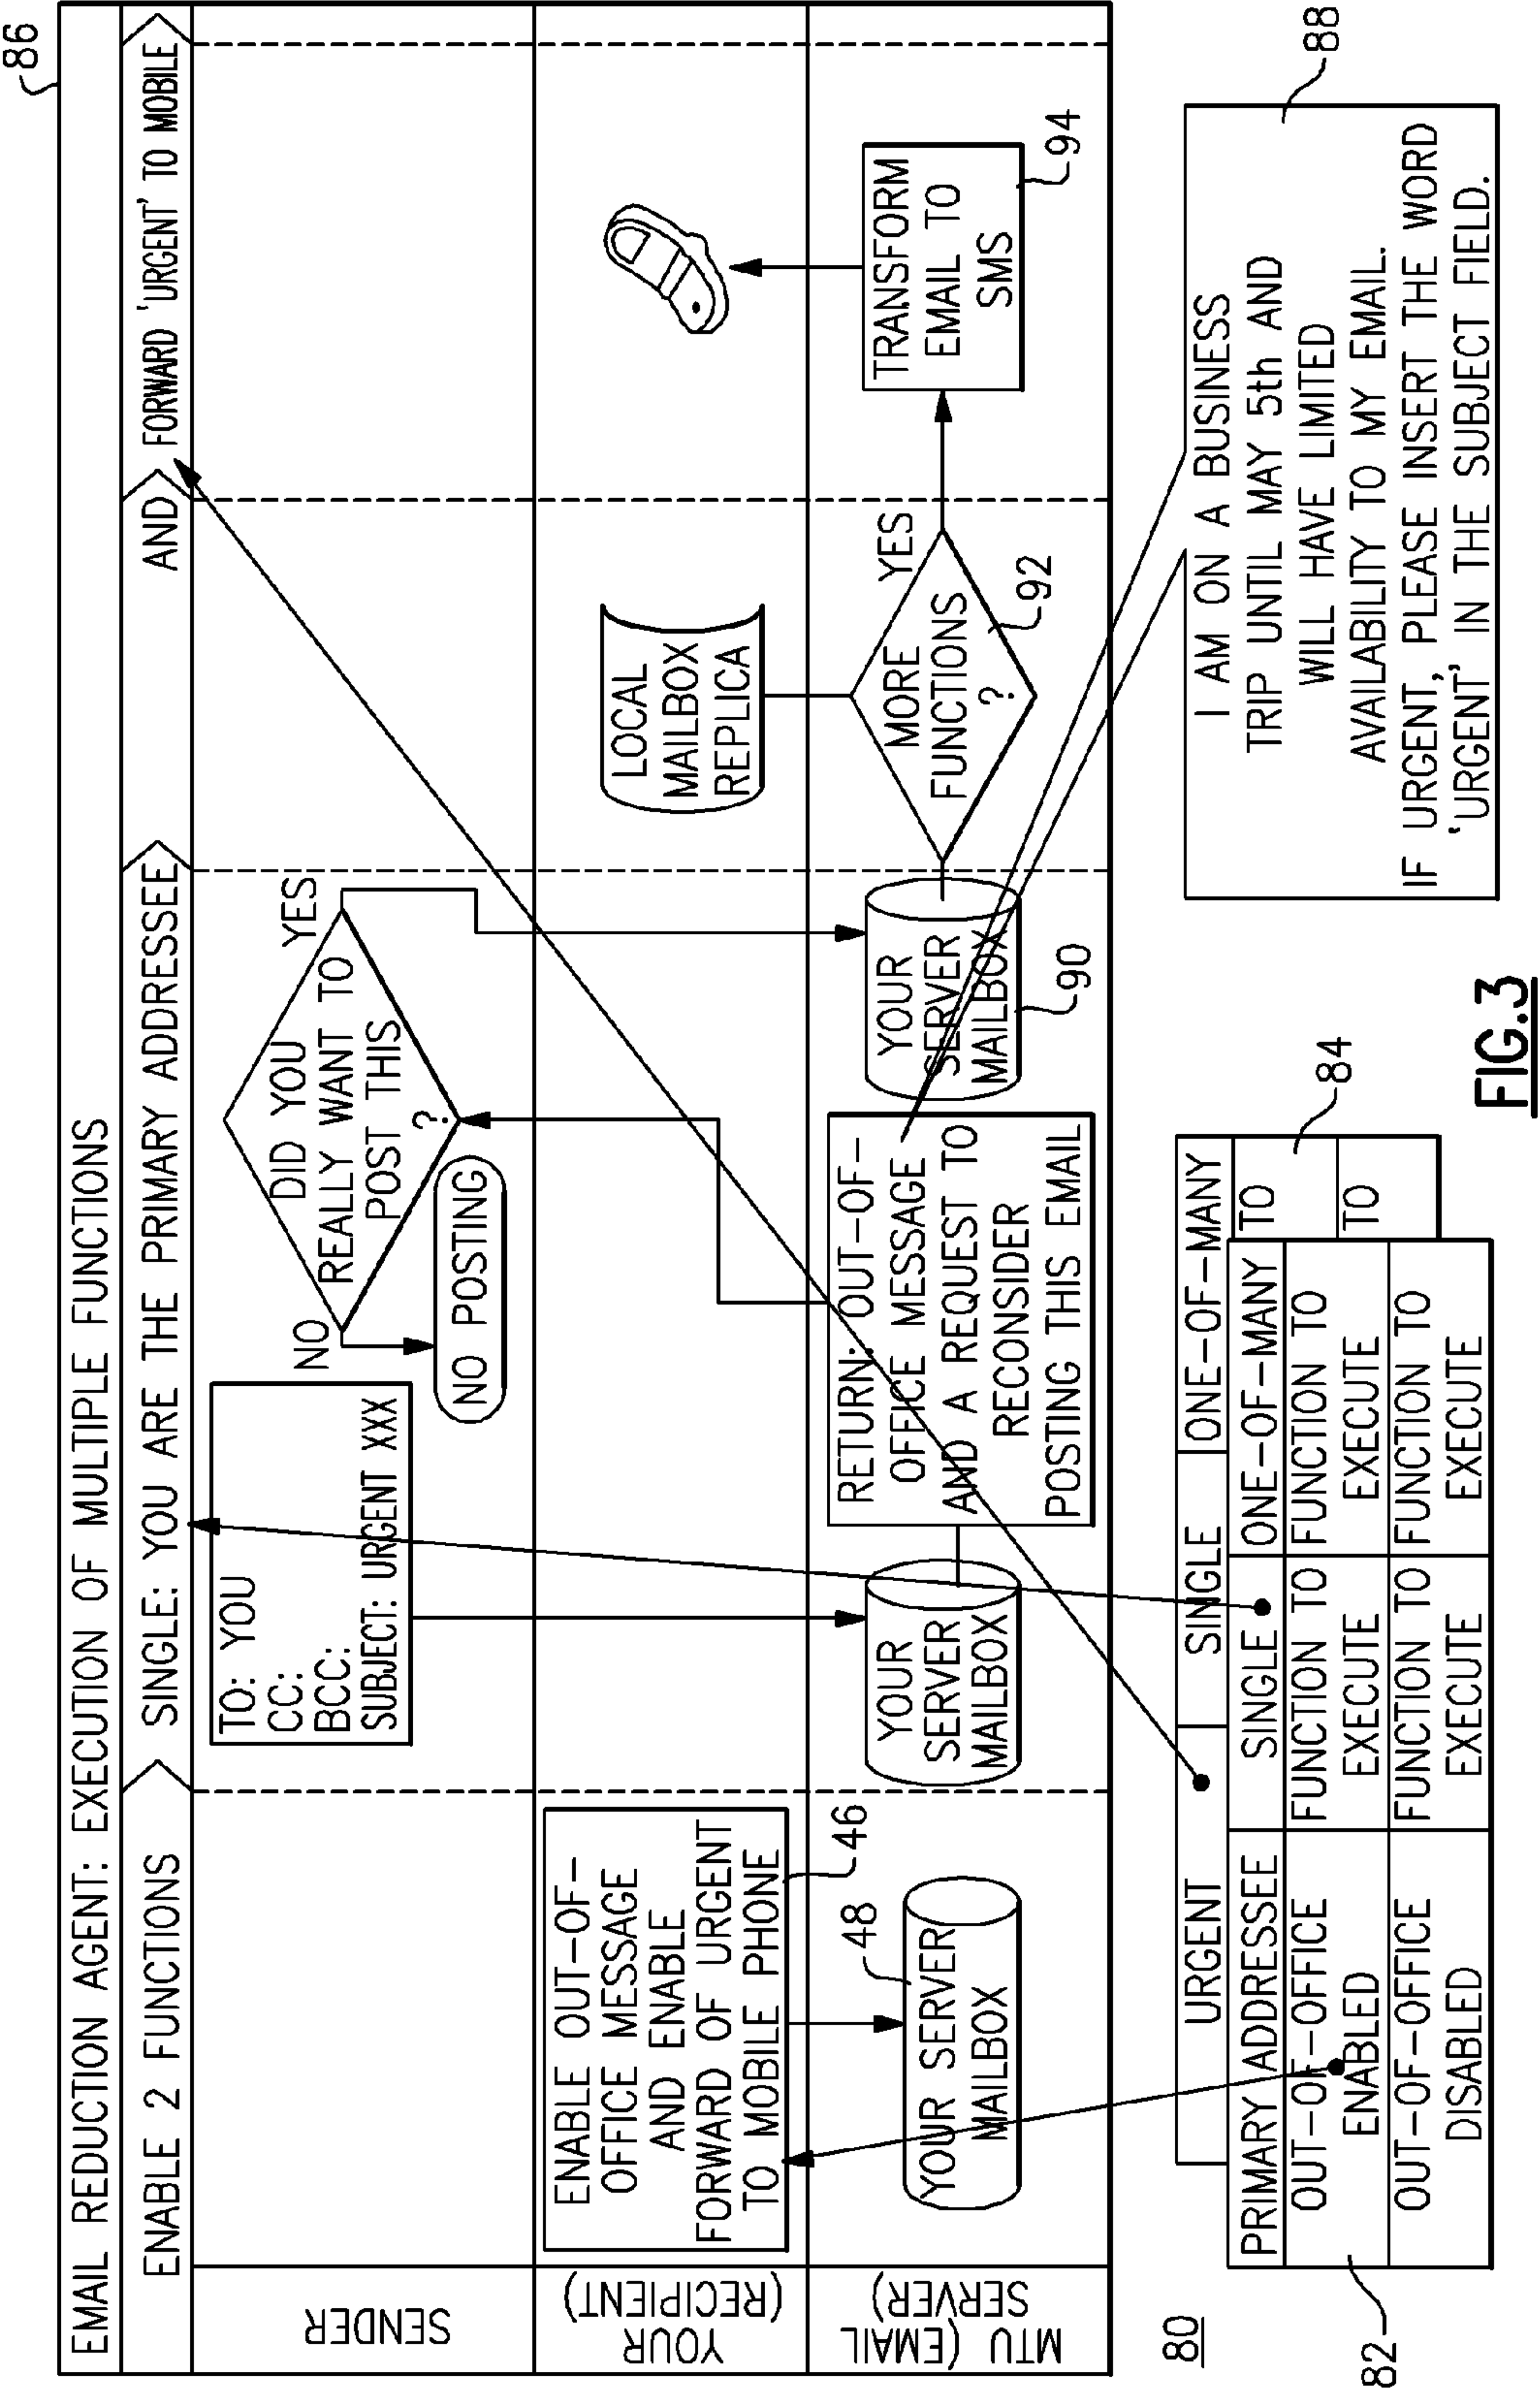 86
EMAIL REDUCTION AGENT: EXECUTION OF MULTIPLE FUNCTIONS
ENABLE 2 FUNCTIONS
SINGLE: YOU ARE THE PRIMARY ADDRESSEE
AND
FORWARD 'URGENT' TO MOBILE
SENDER
TO: YOU
CC:
BCC:
SUBJECT: URGENT XXX
NO
DID YOU
REALLY WANT TO
POST THIS
?
YES
NO POSTING
YOUR
(RECIPIENT)
ENABLE OUT-OF-
OFFICE MESSAGE
AND ENABLE
FORWARD OF URGENT
TO MOBILE PHONE
46
LOCAL
MAILBOX
REPLICA
MTU (EMAIL
SERVER)
48
YOUR SERVER
MAILBOX
YOUR
SERVER
MAILBOX
RETURN: OUT-OF-
OFFICE MESSAGE
AND A REQUEST TO
RECONSIDER
POSTING THIS EMAIL
YOUR
SERVER
MAILBOX
90
MORE
FUNCTIONS
?
YES
92
TRANSFORM
EMAIL TO
SMS
94
80
82
URGENT
SINGLE
ONE-OF-MANY
PRIMARY ADDRESSEE
SINGLE
ONE-OF-MANY
TO
OUT-OF-OFFICE
ENABLED
FUNCTION TO
EXECUTE
FUNCTION TO
EXECUTE
TO
OUT-OF-OFFICE
DISABLED
FUNCTION TO
EXECUTE
FUNCTION TO
EXECUTE
84
I AM ON A BUSINESS
TRIP UNTIL MAY 5th AND
WILL HAVE LIMITED
AVAILABILITY TO MY EMAIL.
IF URGENT, PLEASE INSERT THE WORD
'URGENT' IN THE SUBJECT FIELD.
88
FIG.3